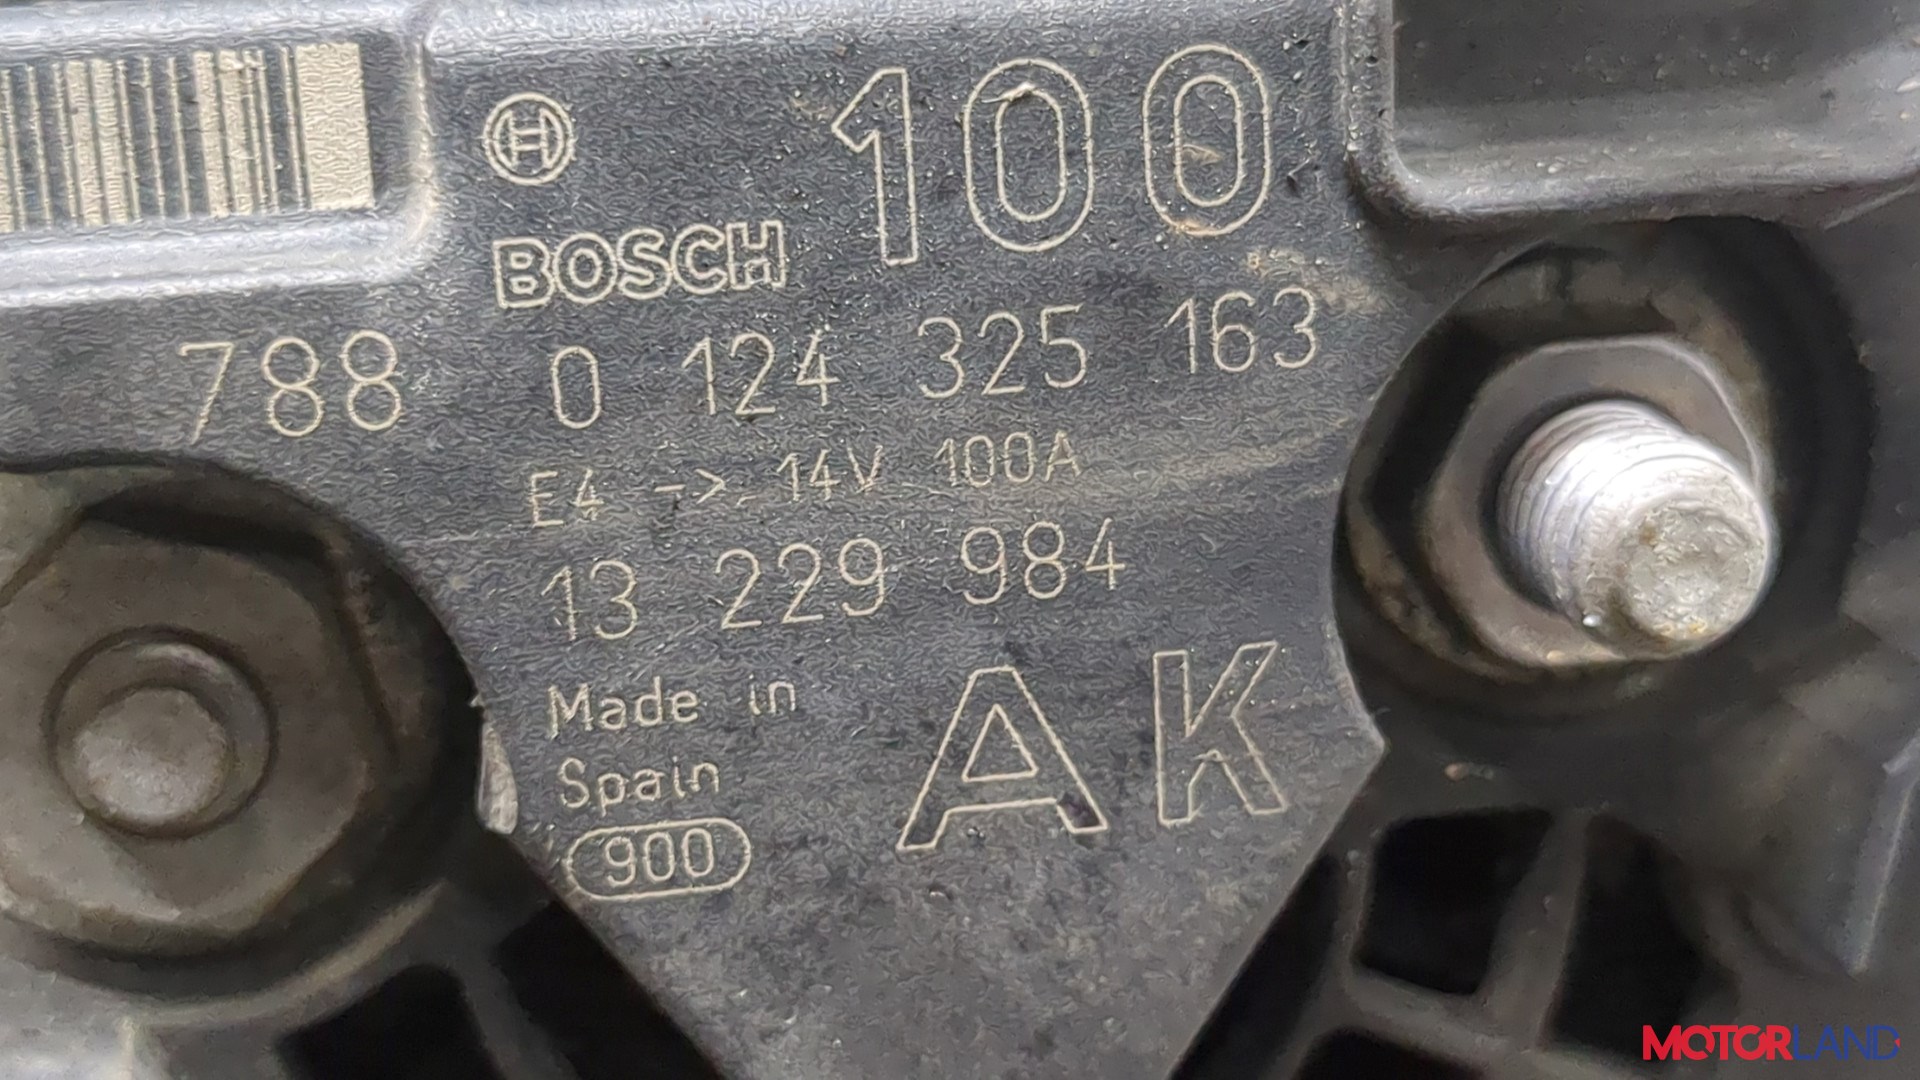 100
BOSCH
788 0 124 325 163
E4 -> 14V 100A
13 229 984
Made in
Spain
AK
900
MOTORLAND